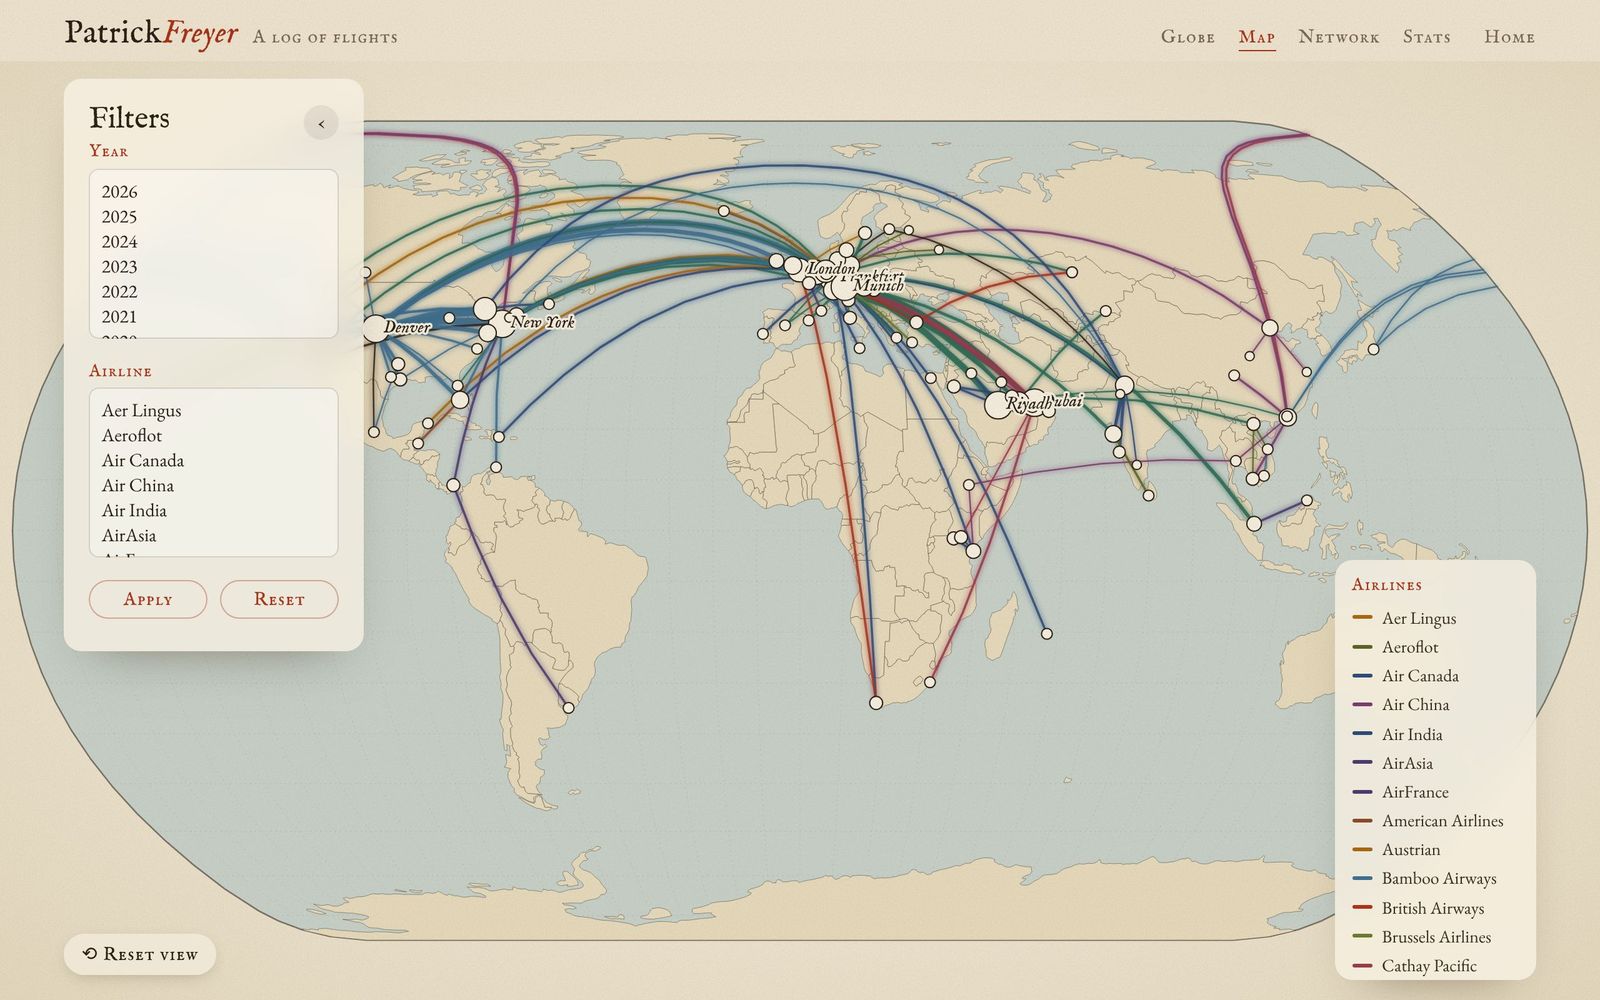 PatrickFreyer A log of flights
Globe Map Network Stats Home
Filters
‹
Year
2026
2025
2024
2023
2022
2021
Airline
Aer Lingus
Aeroflot
Air Canada
Air China
Air India
AirAsia
Apply Reset
London
Frankfurt
Munich
New York
Denver
Riyadh
ubai
Airlines
Aer Lingus
Aeroflot
Air Canada
Air China
Air India
AirAsia
AirFrance
American Airlines
Austrian
Bamboo Airways
British Airways
Brussels Airlines
Cathay Pacific
⟲ Reset view